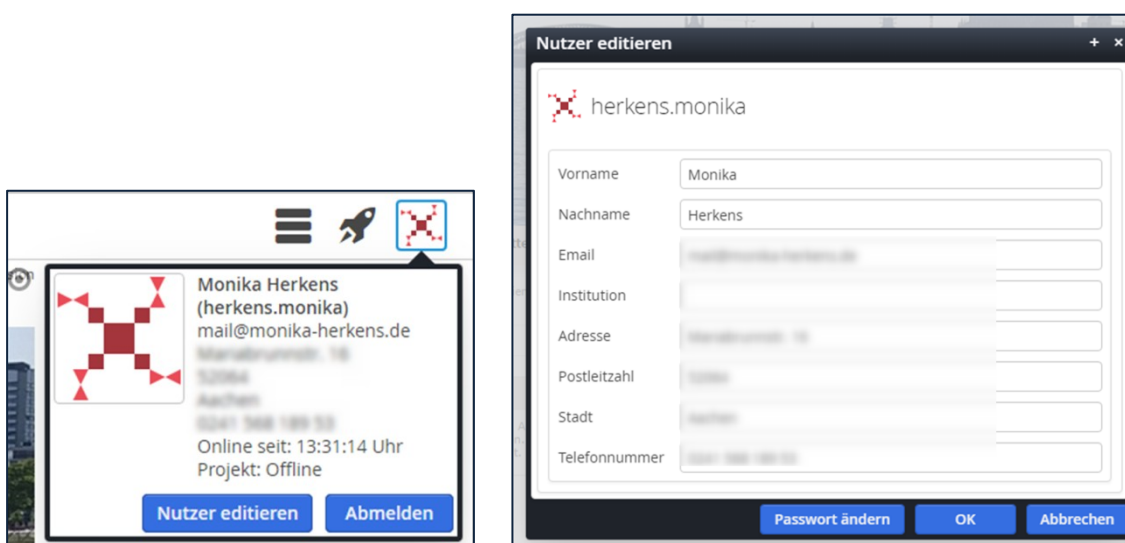 Monika Herkens
(herkens.monika)
mail@monika-herkens.de
Online seit: 13:31:14 Uhr
Projekt: Offline
Nutzer editieren
Abmelden
Nutzer editieren
herkens.monika
Vorname Monika
Nachname Herkens
Email
Institution
Adresse
Postleitzahl
Stadt
Telefonnummer
Passwort ändern OK Abbrechen